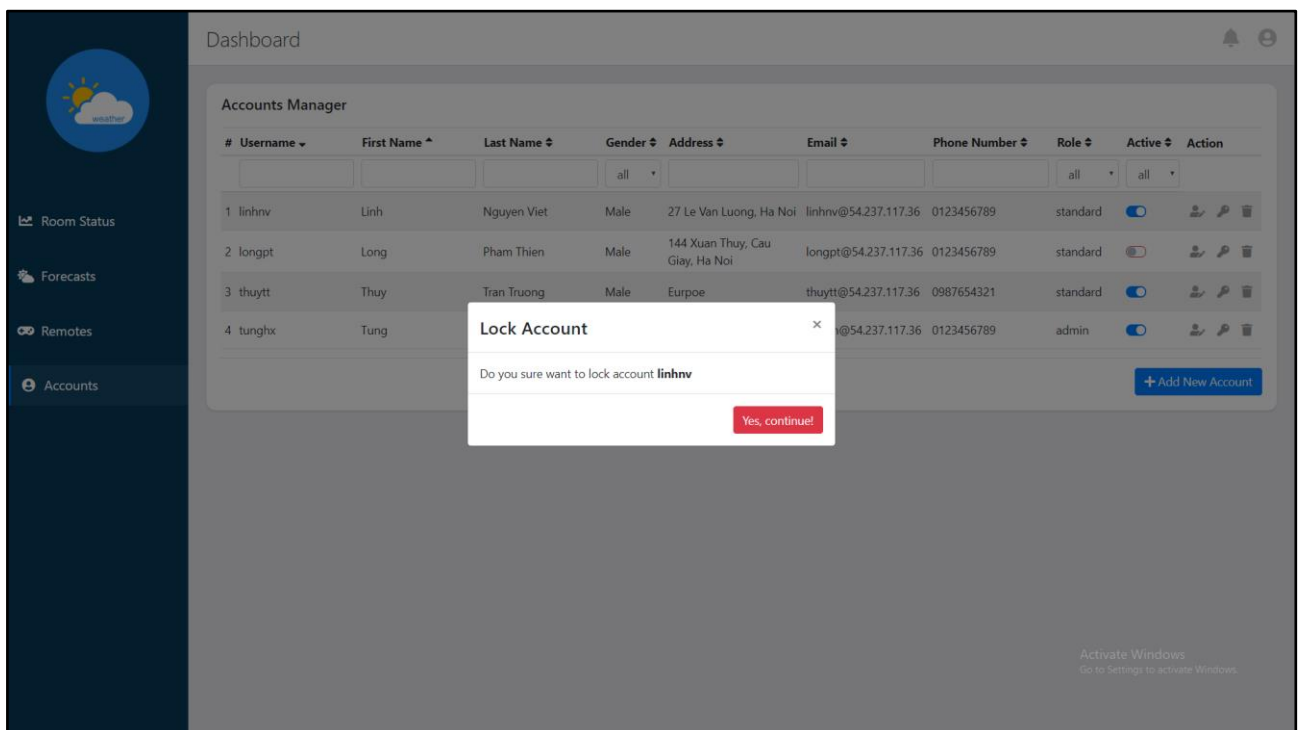 Dashboard
weather
Accounts Manager
# Username First Name Last Name Gender Address Email Phone Number Role Active Action
all all all
1 linhnv Linh Nguyen Viet Male 27 Le Van Luong, Ha Noi linhnv@54.237.117.36 0123456789 standard
2 longpt Long Pham Thien Male 144 Xuan Thuy, Cau Giay, Ha Noi longpt@54.237.117.36 0123456789 standard
3 thuytt Thuy Tran Truong Male Eurpoe thuytt@54.237.117.36 0987654321 standard
4 tunghx Tung @54.237.117.36 0123456789 admin
Room Status
Forecasts
Remotes
Accounts
Lock Account ×
Do you sure want to lock account linhnv
Yes, continue!
+ Add New Account
Activate Windows
Go to Settings to activate Windows.